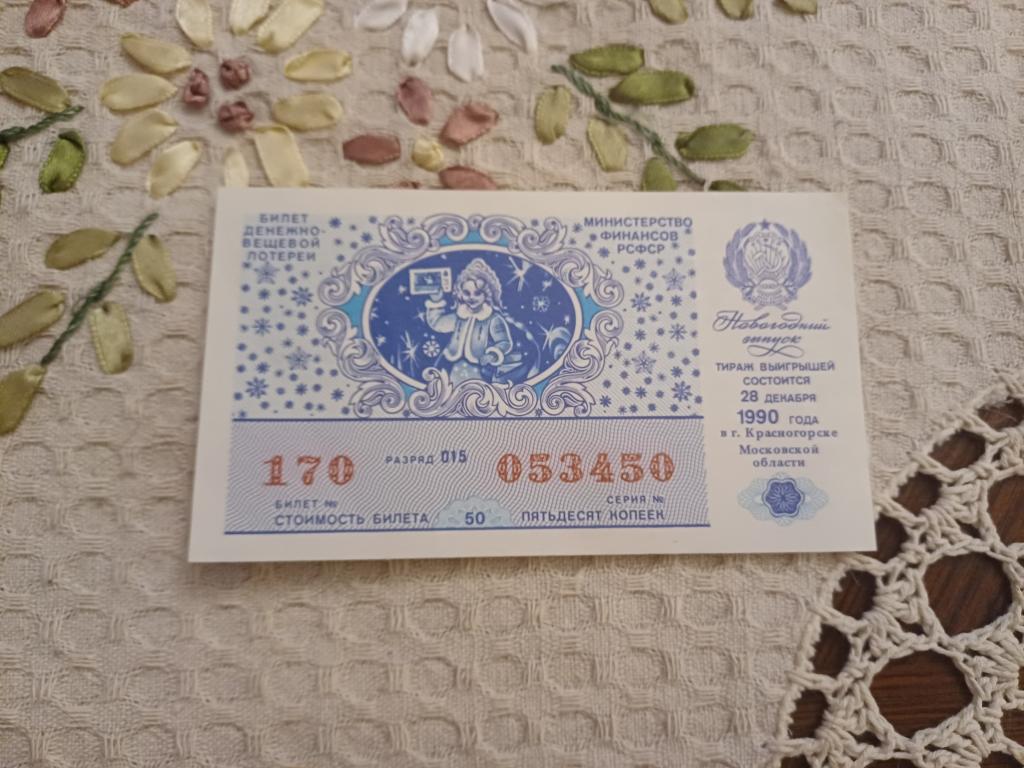 БИЛЕТ
ДЕНЕЖНО-
ВЕЩЕВОЙ
ЛОТЕРЕИ
МИНИСТЕРСТВО
ФИНАНСОВ
РСФСР
Новогодний
выпуск
ТИРАЖ ВЫИГРЫШЕЙ
СОСТОИТСЯ
28 ДЕКАБРЯ
1990 ГОДА
в г. Красногорске
Московской
области
170 РАЗРЯД 015 053450
БИЛЕТ № СЕРИЯ №
СТОИМОСТЬ БИЛЕТА 50 ПЯТЬДЕСЯТ КОПЕЕК